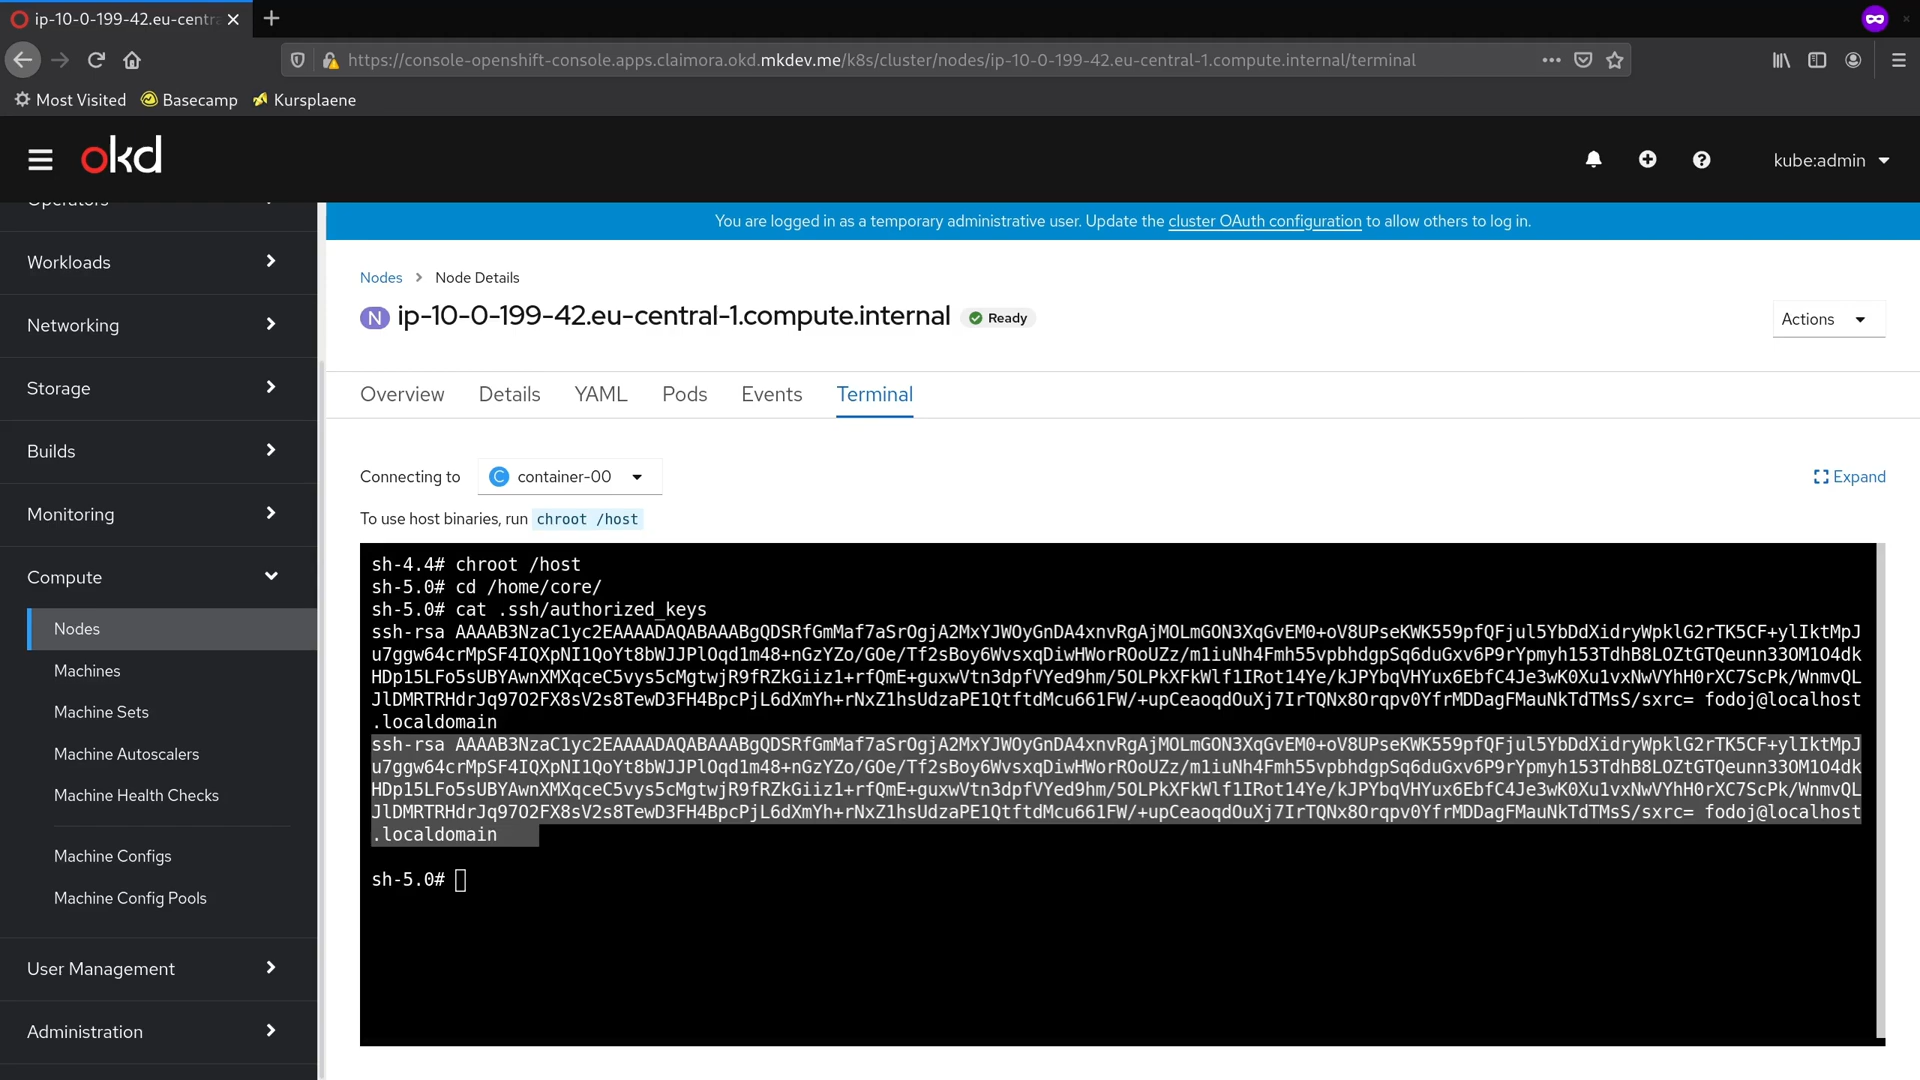 ip-10-0-199-42.eu-centra
https://console-openshift-console.apps.claimora.okd.mkdev.me/k8s/cluster/nodes/ip-10-0-199-42.eu-central-1.compute.internal/terminal
Most Visited
Basecamp
Kursplaene
okd
kube:admin
Operators
Workloads
Networking
Storage
Builds
Monitoring
Compute
Nodes
Machines
Machine Sets
Machine Autoscalers
Machine Health Checks
Machine Configs
Machine Config Pools
User Management
Administration
You are logged in as a temporary administrative user. Update the cluster OAuth configuration to allow others to log in.
Nodes > Node Details
N ip-10-0-199-42.eu-central-1.compute.internal Ready
Actions
Overview Details YAML Pods Events Terminal
Connecting to C container-00
Expand
To use host binaries, run chroot /host
sh-4.4# chroot /host
sh-5.0# cd /home/core/
sh-5.0# cat .ssh/authorized_keys
ssh-rsa AAAAB3NzaC1yc2EAAAADAQABAAABgQDSRfGmMaf7aSrOgjA2MxYJWOyGnDA4xnvRgAjMOLmGON3XqGvEM0+oV8UPseKWK559pfQFjul5YbDdXidryWpklG2rTK5CF+ylIktMpJ
u7ggw64crMpSF4IQXpNI1QoYt8bWJJPlOqd1m48+nGzYZo/GOe/Tf2sBoy6WvsxqDiwHWorROoUZz/m1iuNh4Fmh55vpbhdgpSq6duGxv6P9rYpmyh153TdhB8LOZtGTQeunn33OM1O4dk
HDp15LFo5sUBYAwnXMXqceC5vys5cMgtwjR9fRZkGiiz1+rfQmE+guxwVtn3dpfVYed9hm/5OLPkXFkWlf1IRot14Ye/kJPYbqVHYux6EbfC4Je3wK0Xu1vxNwVYhH0rXC7ScPk/WnmvQL
JlDMRTRHdrJq97O2FX8sV2s8TewD3FH4BpcPjL6dXmYh+rNxZ1hsUdzaPE1QtftdMcu661FW/+upCeaoqdOuXj7IrTQNx8Orqpv0YfrMDDagFMauNkTdTMsS/sxrc= fodoj@localhost
.localdomain
ssh-rsa AAAAB3NzaC1yc2EAAAADAQABAAABgQDSRfGmMaf7aSrOgjA2MxYJWOyGnDA4xnvRgAjMOLmGON3XqGvEM0+oV8UPseKWK559pfQFjul5YbDdXidryWpklG2rTK5CF+ylIktMpJ
u7ggw64crMpSF4IQXpNI1QoYt8bWJJPlOqd1m48+nGzYZo/GOe/Tf2sBoy6WvsxqDiwHWorROoUZz/m1iuNh4Fmh55vpbhdgpSq6duGxv6P9rYpmyh153TdhB8LOZtGTQeunn33OM1O4dk
HDp15LFo5sUBYAwnXMXqceC5vys5cMgtwjR9fRZkGiiz1+rfQmE+guxwVtn3dpfVYed9hm/5OLPkXFkWlf1IRot14Ye/kJPYbqVHYux6EbfC4Je3wK0Xu1vxNwVYhH0rXC7ScPk/WnmvQL
JlDMRTRHdrJq97O2FX8sV2s8TewD3FH4BpcPjL6dXmYh+rNxZ1hsUdzaPE1QtftdMcu661FW/+upCeaoqdOuXj7IrTQNx8Orqpv0YfrMDDagFMauNkTdTMsS/sxrc= fodoj@localhost
.localdomain
sh-5.0#